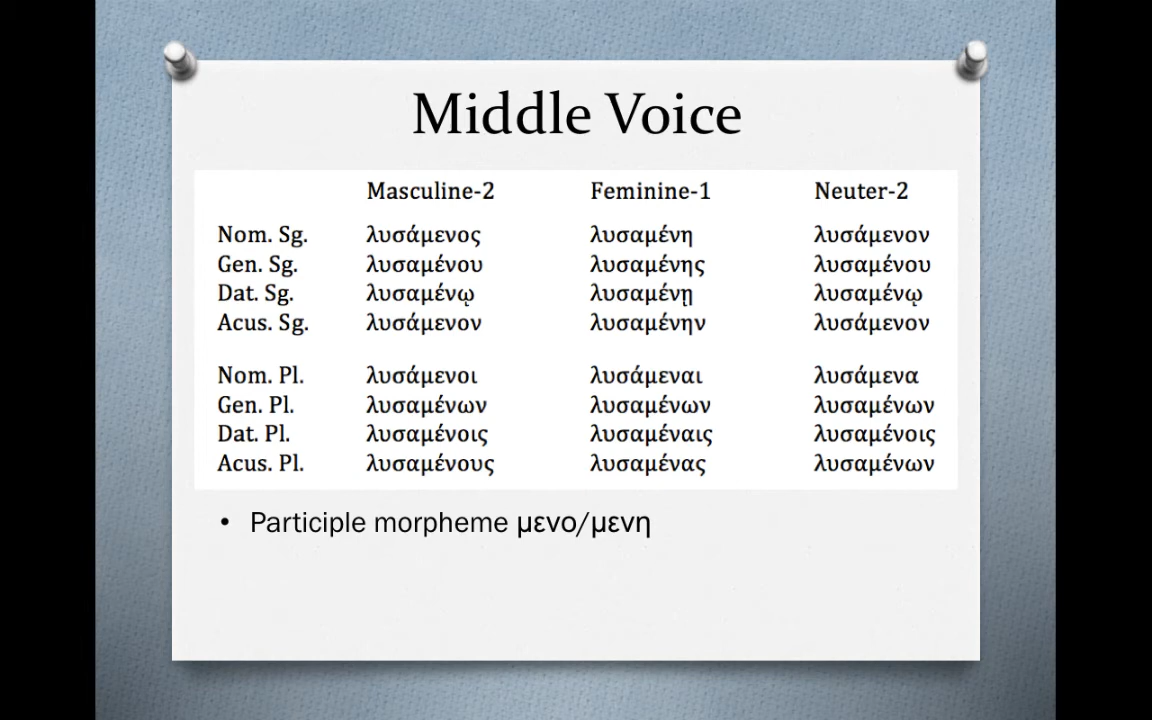 Middle Voice
Masculine-2 Feminine-1 Neuter-2
Nom. Sg. λυσάμενος λυσαμένη λυσάμενον
Gen. Sg. λυσαμένου λυσαμένης λυσαμένου
Dat. Sg. λυσαμένῳ λυσαμένῃ λυσαμένῳ
Acus. Sg. λυσάμενον λυσαμένην λυσάμενον
Nom. Pl. λυσάμενοι λυσάμεναι λυσάμενα
Gen. Pl. λυσαμένων λυσαμένων λυσαμένων
Dat. Pl. λυσαμένοις λυσαμέναις λυσαμένοις
Acus. Pl. λυσαμένους λυσαμένας λυσαμένων
• Participle morpheme μενο/μενη